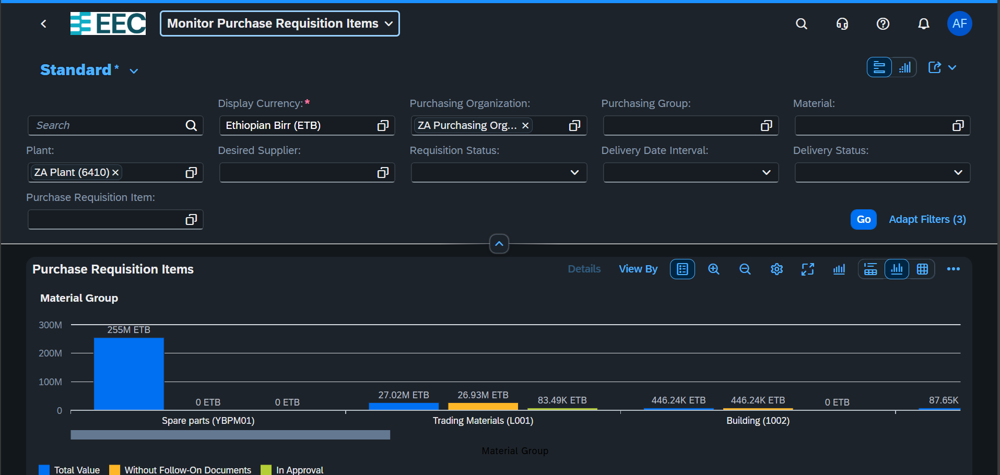 EEC
Monitor Purchase Requisition Items
AF
Standard *
Display Currency:*
Purchasing Organization:
Purchasing Group:
Material:
Search
Ethiopian Birr (ETB)
ZA Purchasing Org...
Plant:
Desired Supplier:
Requisition Status:
Delivery Date Interval:
Delivery Status:
ZA Plant (6410)
Purchase Requisition Item:
Go
Adapt Filters (3)
Purchase Requisition Items
Details
View By
Material Group
300M
255M ETB
200M
100M
0
0 ETB
0 ETB
27.02M ETB
26.93M ETB
83.49K ETB
446.24K ETB
446.24K ETB
0 ETB
87.65K
Spare parts (YBPM01)
Trading Materials (L001)
Building (1002)
Material Group
Total Value
Without Follow-On Documents
In Approval